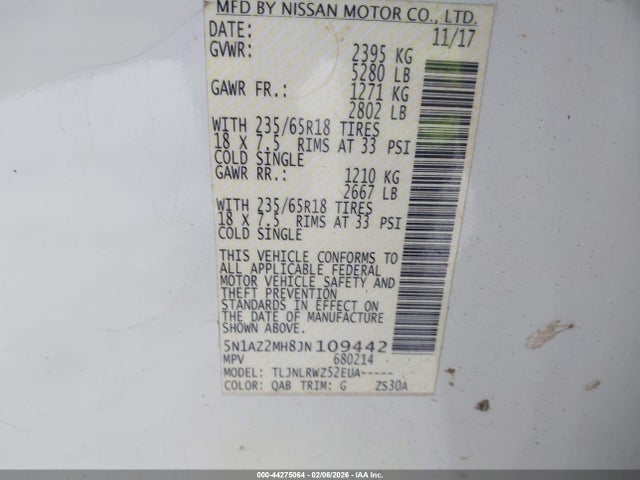 MFD BY NISSAN MOTOR CO., LTD.
DATE: 11/17
GVWR: 2395 KG
5280 LB
GAWR FR.: 1271 KG
2802 LB
WITH 235/65R18 TIRES
18 X 7.5 RIMS AT 33 PSI
COLD SINGLE
GAWR RR.: 1210 KG
2667 LB
WITH 235/65R18 TIRES
18 X 7.5 RIMS AT 33 PSI
COLD SINGLE
THIS VEHICLE CONFORMS TO
ALL APPLICABLE FEDERAL
MOTOR VEHICLE SAFETY AND
THEFT PREVENTION
STANDARDS IN EFFECT ON
THE DATE OF MANUFACTURE
SHOWN ABOVE.
5N1AZ2MH8JN109442
MPV 680214
MODEL: TLJNLRWZ52EUA-----
COLOR: QAB TRIM: G ZS30A
000-44275064 - 02/06/2026 - IAA Inc.